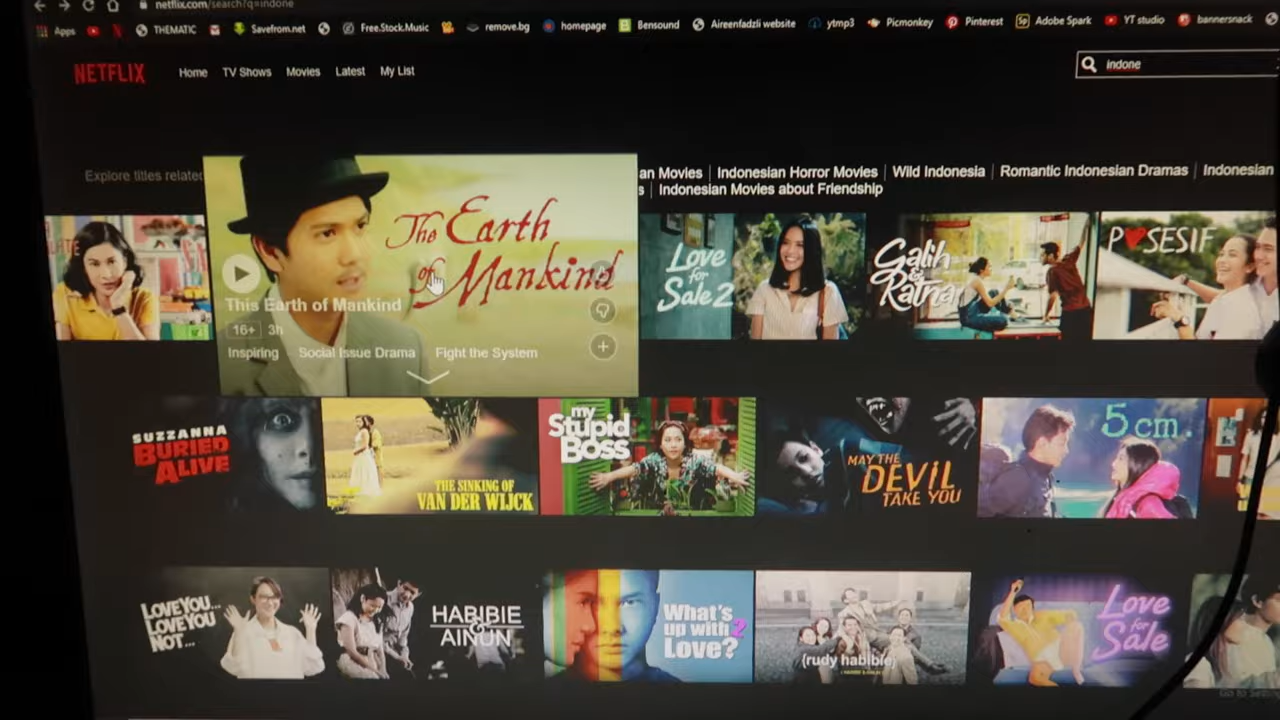 netflix.com/search?q=indone
Apps THEMATIC Savefrom.net Free.Stock.Music remove.bg homepage Bensound Aireenfadzli website ytmp3 Picmonkey Pinterest Adobe Spark YT studio bannersnack
NETFLIX Home TV Shows Movies Latest My List indone
Explore titles related an Movies | Indonesian Horror Movies | Wild Indonesia | Romantic Indonesian Dramas | Indonesian
s | Indonesian Movies about Friendship
The Earth
of Mankind
This Earth of Mankind
16+ 3h
Inspiring Social Issue Drama Fight the System
Love
for
Sale 2
Galih
&
Ratna
POSESIF
SUZZANNA
BURIED
ALIVE
THE SINKING OF
VAN DER WIJCK
my
Stupid
Boss
MAY THE
DEVIL
TAKE YOU
5 cm.
LOVE YOU...
LOVE YOU
NOT...
HABIBIE
&
AINUN
What's
up with 2
Love?
(rudy habibie)
Love
for
Sale